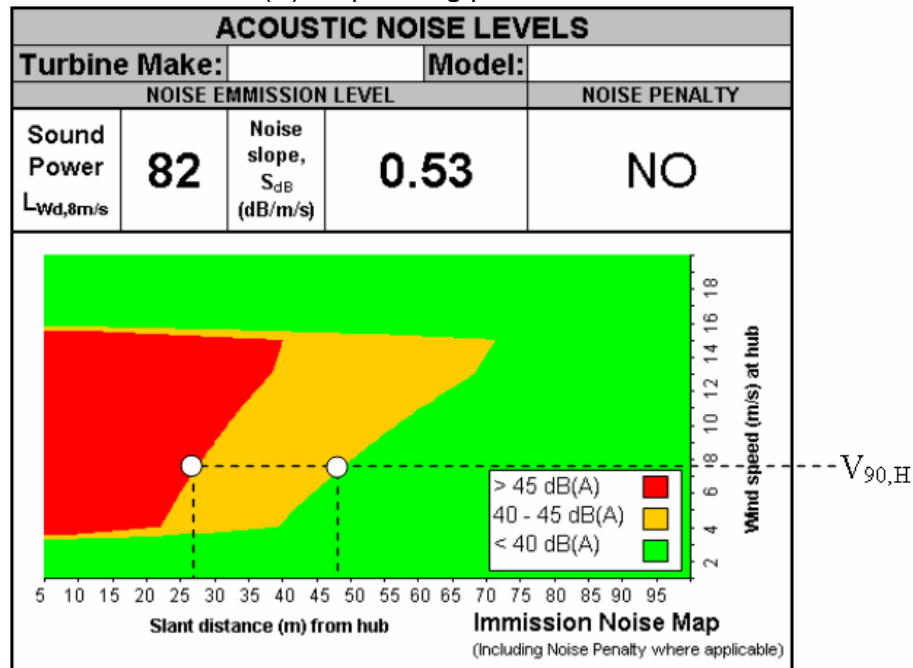 ACOUSTIC NOISE LEVELS
Turbine Make: Model:
NOISE EMMISSION LEVEL NOISE PENALTY
Sound
Power
LWd,8m/s
82
Noise
slope,
SdB
(dB/m/s)
0.53
NO
18
16
14
12
10
8
6
4
2
Wind speed (m/s) at hub
V90,H
> 45 dB(A)
40 - 45 dB(A)
< 40 dB(A)
5 10 15 20 25 30 35 40 45 50 55 60 65 70 75 80 85 90 95
Slant distance (m) from hub
Immission Noise Map
(Including Noise Penalty where applicable)